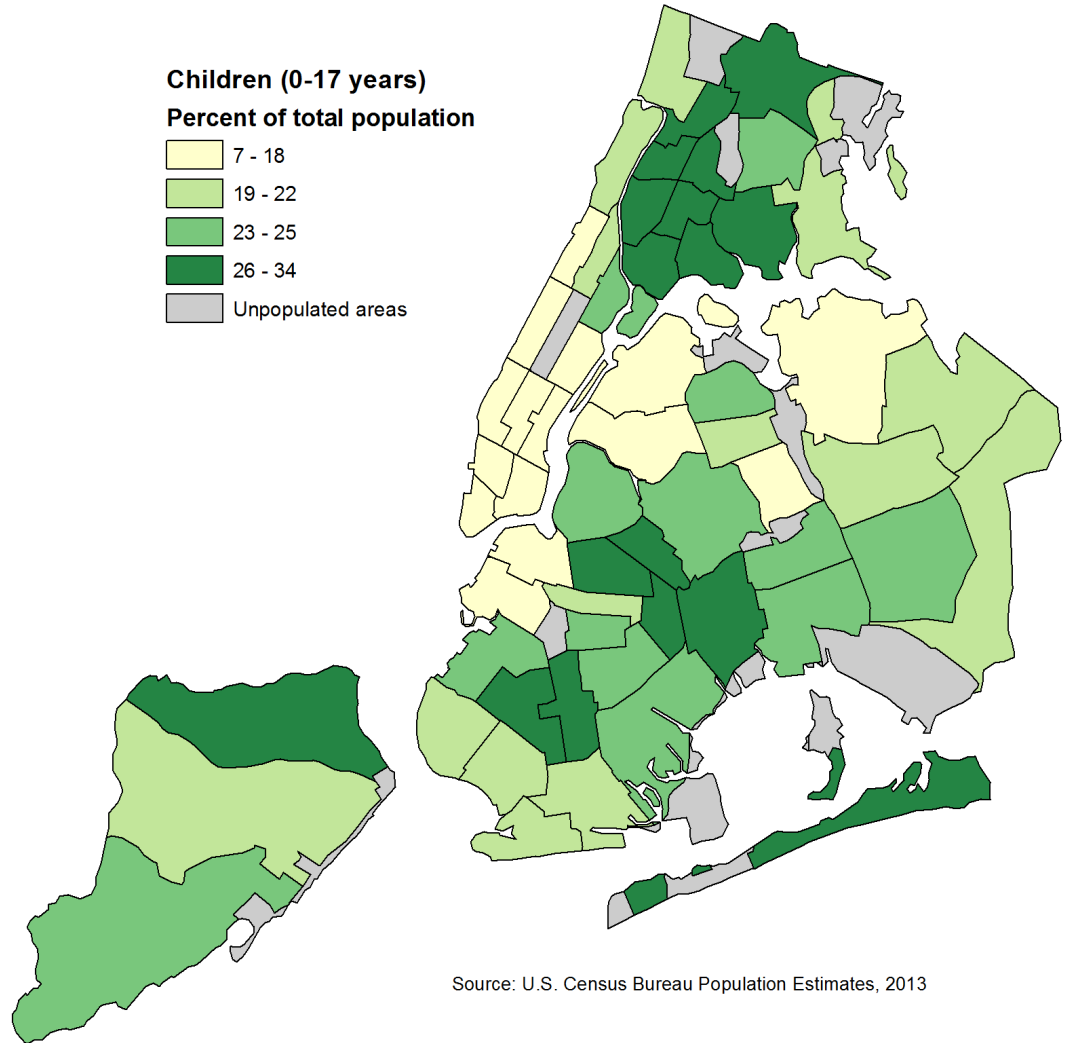 Children (0-17 years)
Percent of total population
7 - 18
19 - 22
23 - 25
26 - 34
Unpopulated areas
Source: U.S. Census Bureau Population Estimates, 2013